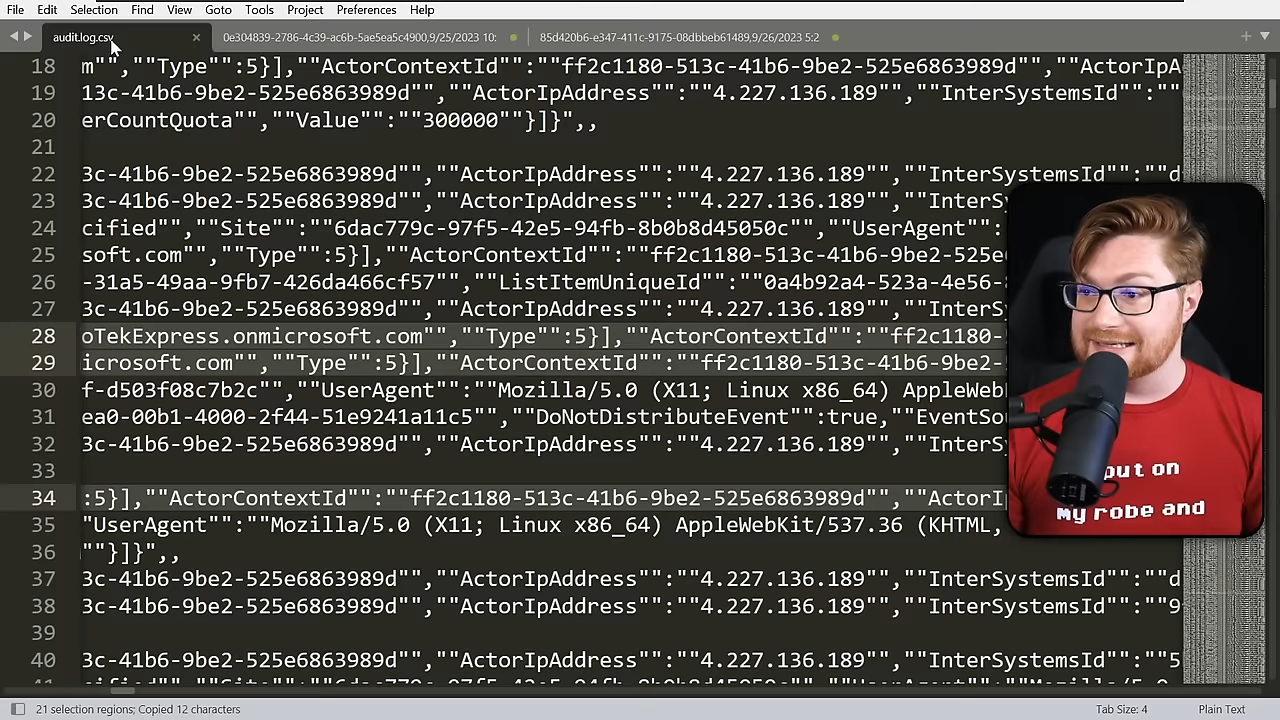 File Edit Selection Find View Goto Tools Project Preferences Help
audit.log.csv 0e304839-2786-4c39-ac6b-5ae5ea5c4900,9/25/2023 10: 85d420b6-e347-411c-9175-08dbbeb61489,9/26/2023 5:2
18 m"",""Type"":5}],""ActorContextId"":""ff2c1180-513c-41b6-9be2-525e6863989d"",""ActorIpA
19 13c-41b6-9be2-525e6863989d"",""ActorIpAddress"":""4.227.136.189"",""InterSystemsId"":""
20 erCountQuota"",""Value"":""300000""}]}",,
21
22 3c-41b6-9be2-525e6863989d"",""ActorIpAddress"":""4.227.136.189"",""InterSystemsId"":""d
23 3c-41b6-9be2-525e6863989d"",""ActorIpAddress"":""4.227.136.189"",""InterSystemsId"":
24 cified"",""Site"":""6dac779c-97f5-42e5-94fb-8b0b8d45050c"",""UserAgent"":
25 soft.com"",""Type"":5}],""ActorContextId"":""ff2c1180-513c-41b6-9be2-525e6
26 -31a5-49aa-9fb7-426da466cf57"",""ListItemUniqueId"":""0a4b92a4-523a-4e56-
27 3c-41b6-9be2-525e6863989d"",""ActorIpAddress"":""4.227.136.189"",""InterSy
28 oTekExpress.onmicrosoft.com"",""Type"":5}],""ActorContextId"":""ff2c1180-
29 icrosoft.com"",""Type"":5}],""ActorContextId"":""ff2c1180-513c-41b6-9be2-
30 f-d503f08c7b2c"",""UserAgent"":""Mozilla/5.0 (X11; Linux x86_64) AppleWeb
31 ea0-00b1-4000-2f44-51e9241a11c5"",""DoNotDistributeEvent"":true,""EventSou
32 3c-41b6-9be2-525e6863989d"",""ActorIpAddress"":""4.227.136.189"",""InterSy
33
34 :5}],""ActorContextId"":""ff2c1180-513c-41b6-9be2-525e6863989d"",""ActorI
35 "UserAgent"":""Mozilla/5.0 (X11; Linux x86_64) AppleWebKit/537.36 (KHTML,
36 ""}]}",,
37 3c-41b6-9be2-525e6863989d"",""ActorIpAddress"":""4.227.136.189"",""InterSystemsId"":""d
38 3c-41b6-9be2-525e6863989d"",""ActorIpAddress"":""4.227.136.189"",""InterSystemsId"":""9
39
40 3c-41b6-9be2-525e6863989d"",""ActorIpAddress"":""4.227.136.189"",""InterSystemsId"":""5
put on
my robe and
21 selection regions; Copied 12 characters Tab Size: 4 Plain Text